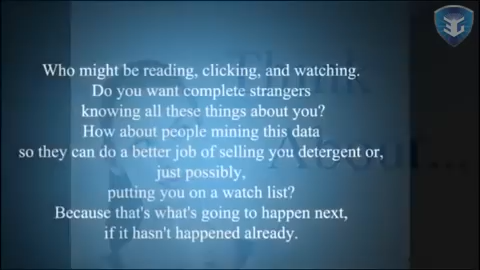 Who might be reading, clicking, and watching.
Do you want complete strangers
knowing all these things about you?
How about people mining this data
so they can do a better job of selling you detergent or,
just possibly,
putting you on a watch list?
Because that's what's going to happen next,
if it hasn't happened already.
Think
About...